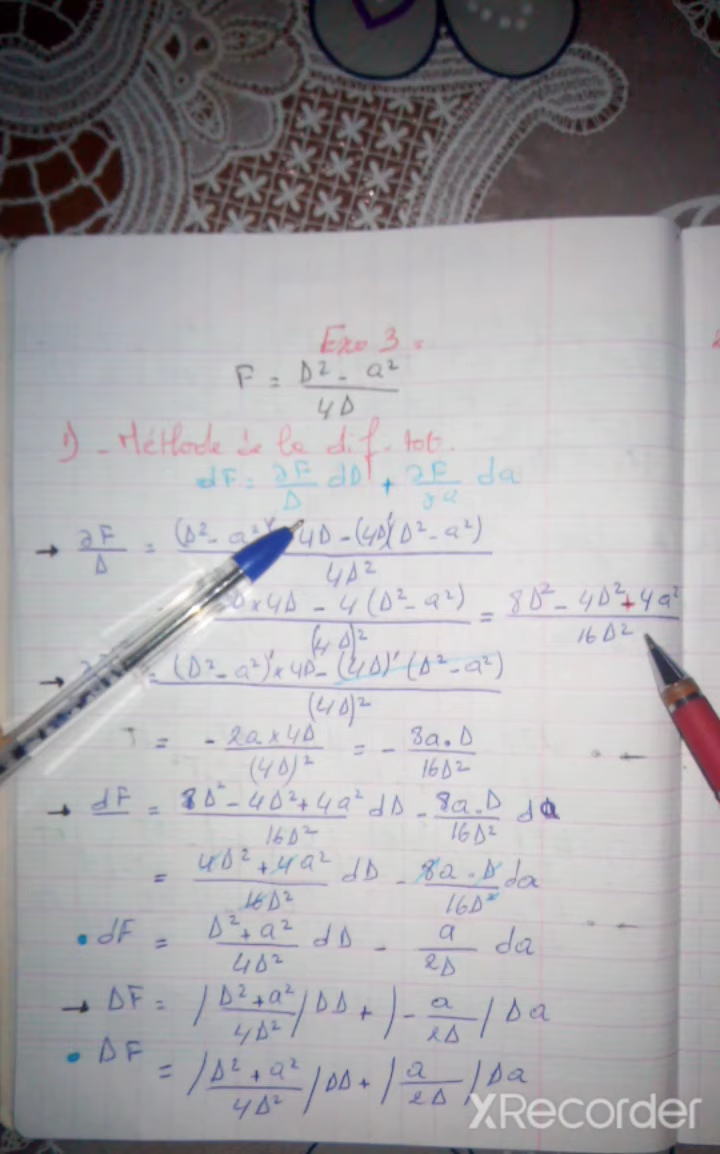 Exo 3 :
F = D² - a² / 4D
1) - Méthode de la dif. tot.
dF = ∂F/D dD + ∂F/∂a da
→ ∂F/D = (D² - a²)' 4D - (4D)'(D² - a²) / 4D²
D × 4D - 4 (D² - a²) / (4D)² = 8D² - 4D² + 4a² / 16D²
→ = (D² - a²)' × 4D - (4D)' (D² - a²) / (4D)²
= - 2a × 4D / (4D)² = - 8a . D / 16D²
→ dF = 8D² - 4D² + 4a² / 16D² dD - 8a . D / 16D² da
= 4D² + 4a² / 16D² dD - 8a . D / 16D² da
• dF = D² + a² / 4D² dD - a / 2D da
→ ΔF = | D² + a² / 4D² | ΔD + | - a / 2D | Δa
• ΔF = | D² + a² / 4D² | ΔD + | a / 2D | Δa
XRecorder